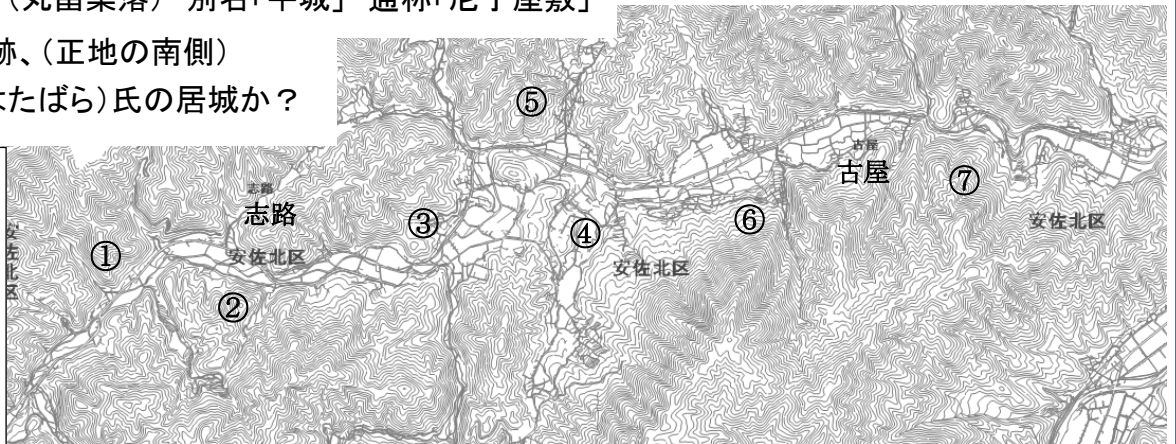 (丸留集落) 別名「平城」 通称「尼子屋敷」
跡、(正地の南側)
たばら)氏の居城か?
⑤
古屋
古屋
⑦
志路
志路
③
⑥
安佐北区
④
安佐北区
①
安佐北区
安佐北区
②